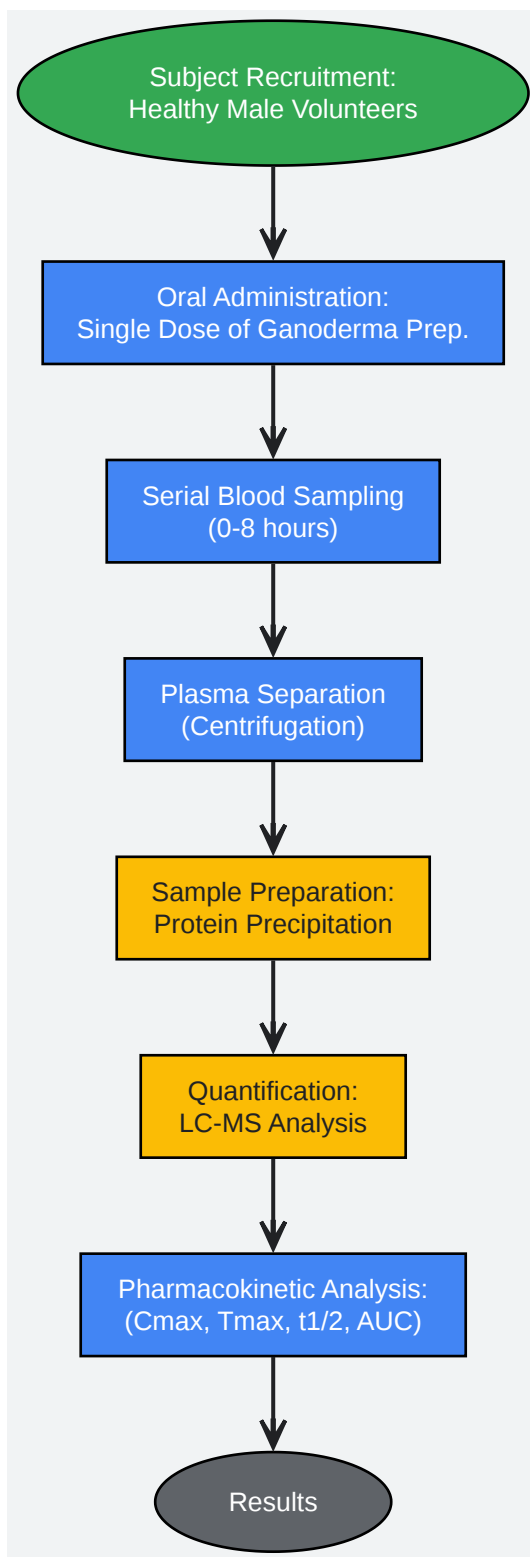 Subject Recruitment:
Healthy Male Volunteers
Oral Administration:
Single Dose of Ganoderma Prep.
Serial Blood Sampling
(0-8 hours)
Plasma Separation
(Centrifugation)
Sample Preparation:
Protein Precipitation
Quantification:
LC-MS Analysis
Pharmacokinetic Analysis:
(Cmax, Tmax, t1/2, AUC)
Results